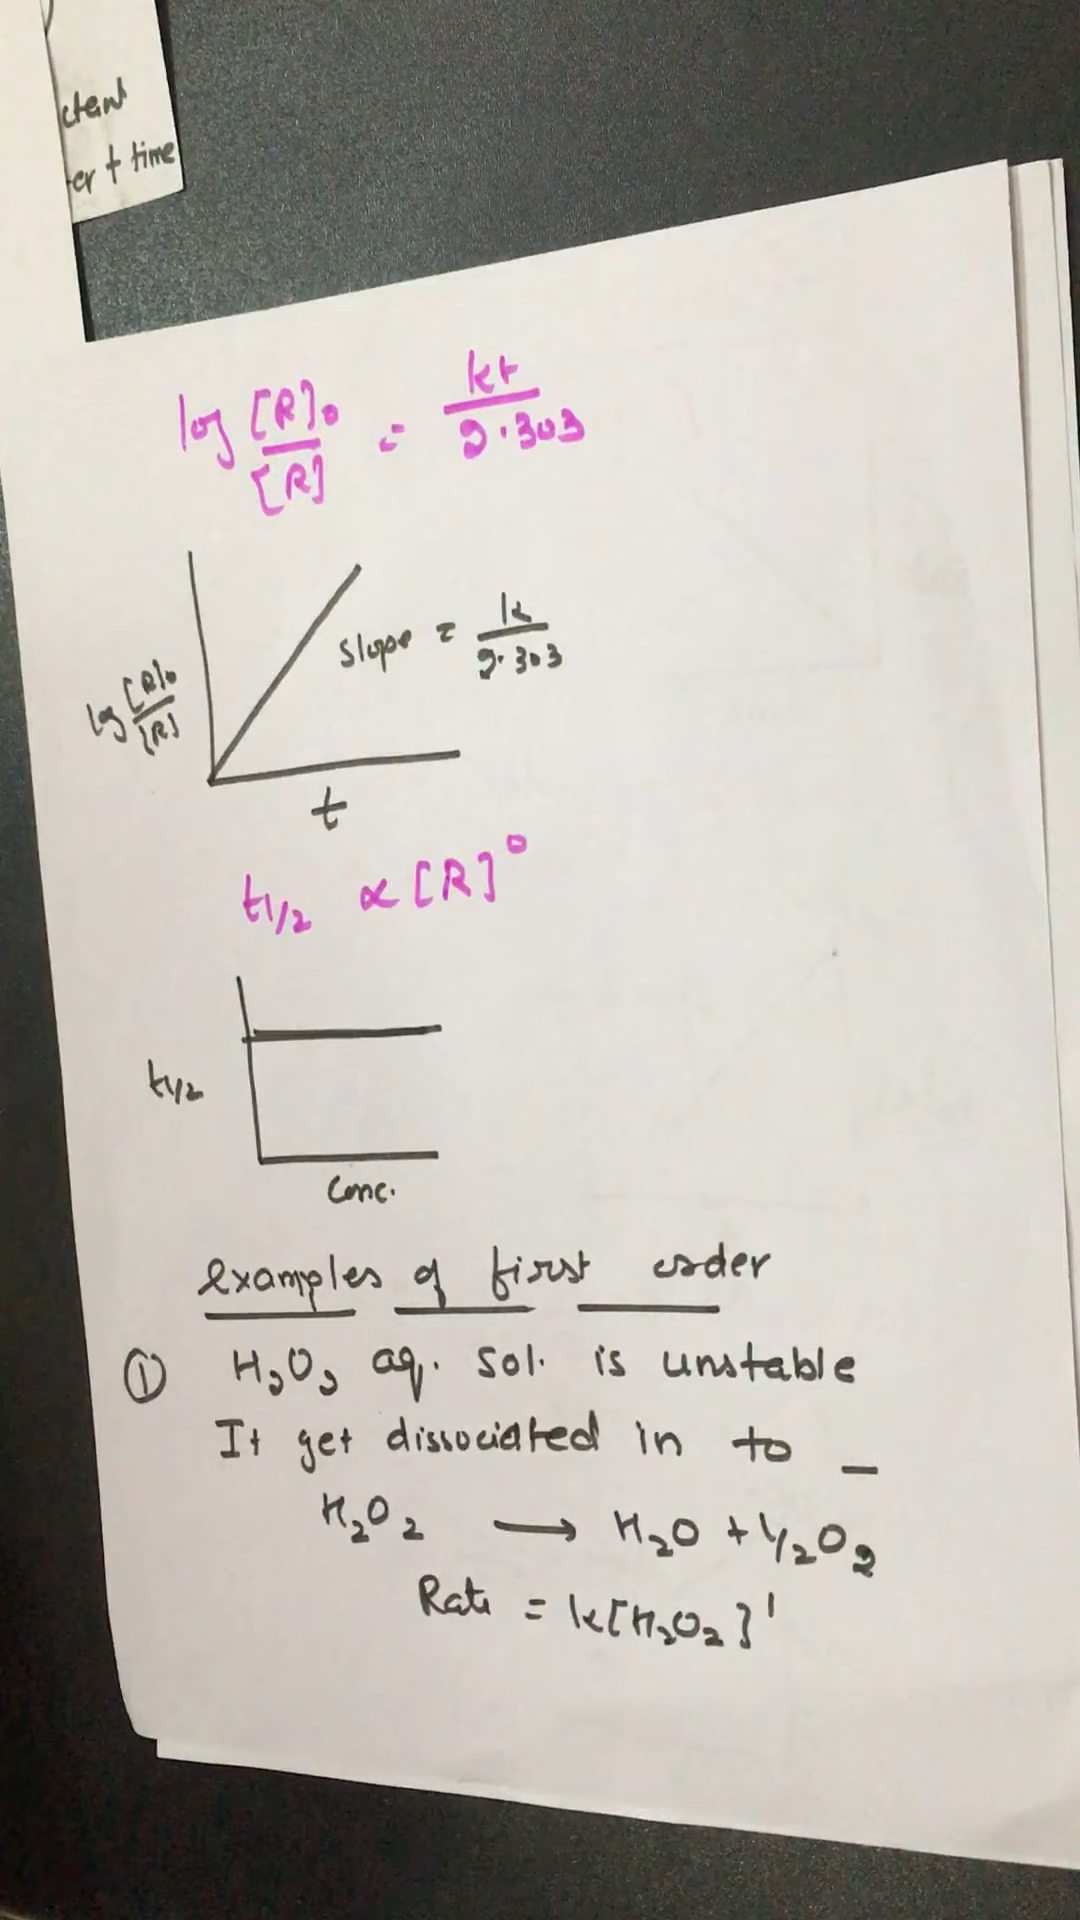 ctant
er t time
log [R]₀/[R] = kt/2.303
slope = k/2.303
log [R]₀/[R]
t
t1/2 ∝ [R]⁰
t1/2
Conc.
examples of first order
① H₂O₂ aq. sol. is unstable
It get dissociated in to _
H₂O₂ → H₂O + 1/2O₂
Rate = k[H₂O₂]¹